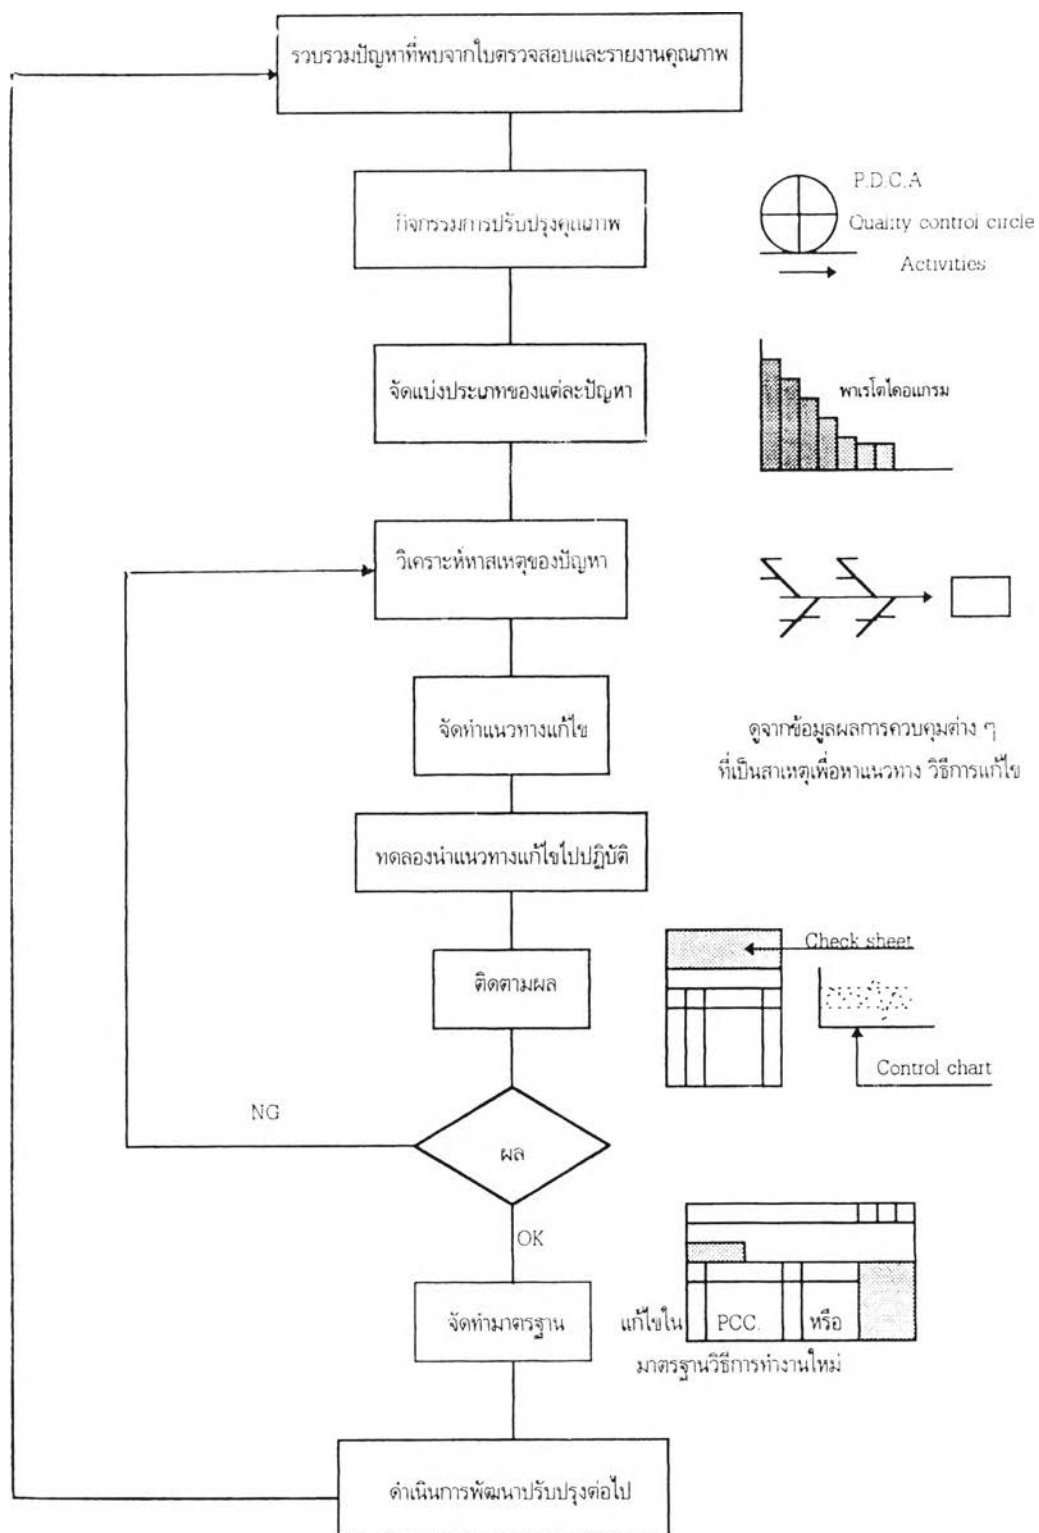 รวบรวมปัญหาที่พบจากใบตรวจสอบและรายงานคุณภาพ
กิจกรรมการปรับปรุงคุณภาพ
P.D.C.A
Quality control circle
Activities
จัดแบ่งประเภทของแต่ละปัญหา
พาเรโตไดอแกรม
วิเคราะห์หาสเหตุของปัญหา
จัดทำแนวทางแก้ไข
ดูจากข้อมูลผลการควบคุมต่าง ๆ
ที่เป็นสาเหตุเพื่อหาแนวทาง วิธีการแก้ไข
ทดลองนำแนวทางแก้ไขไปปฏิบัติ
ติดตามผล
Check sheet
Control chart
NG
ผล
OK
จัดทำมาตรฐาน
แก้ไขใน PCC. หรือ
มาตรฐานวิธีการทำงานใหม่
ดำเนินการพัฒนาปรับปรุงต่อไป